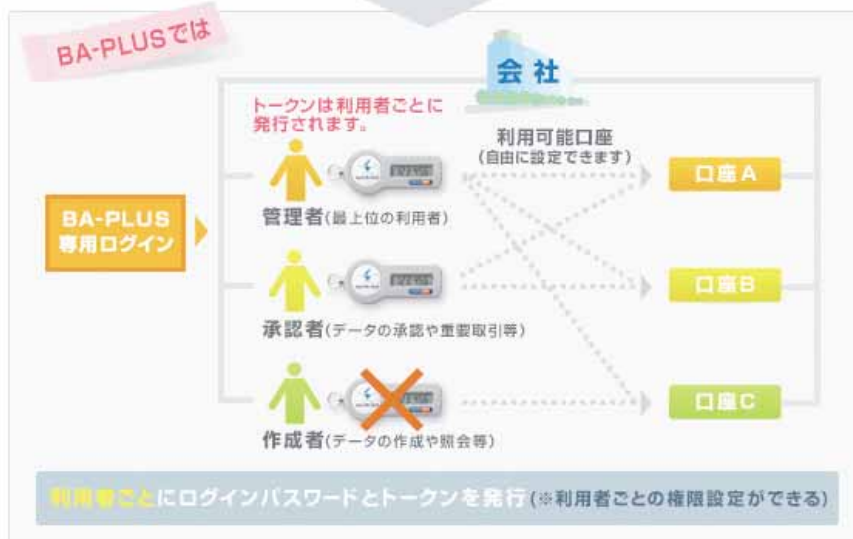 BA-PLUSでは
会社
トークンは利用者ごとに
発行されます。
利用可能口座
(自由に設定できます)
BA-PLUS
専用ログイン
管理者(最上位の利用者)
口座A
承認者(データの承認や重要取引等)
口座B
作成者(データの作成や照会等)
口座C
利用者ごとにログインパスワードとトークンを発行(※利用者ごとの権限設定ができる)